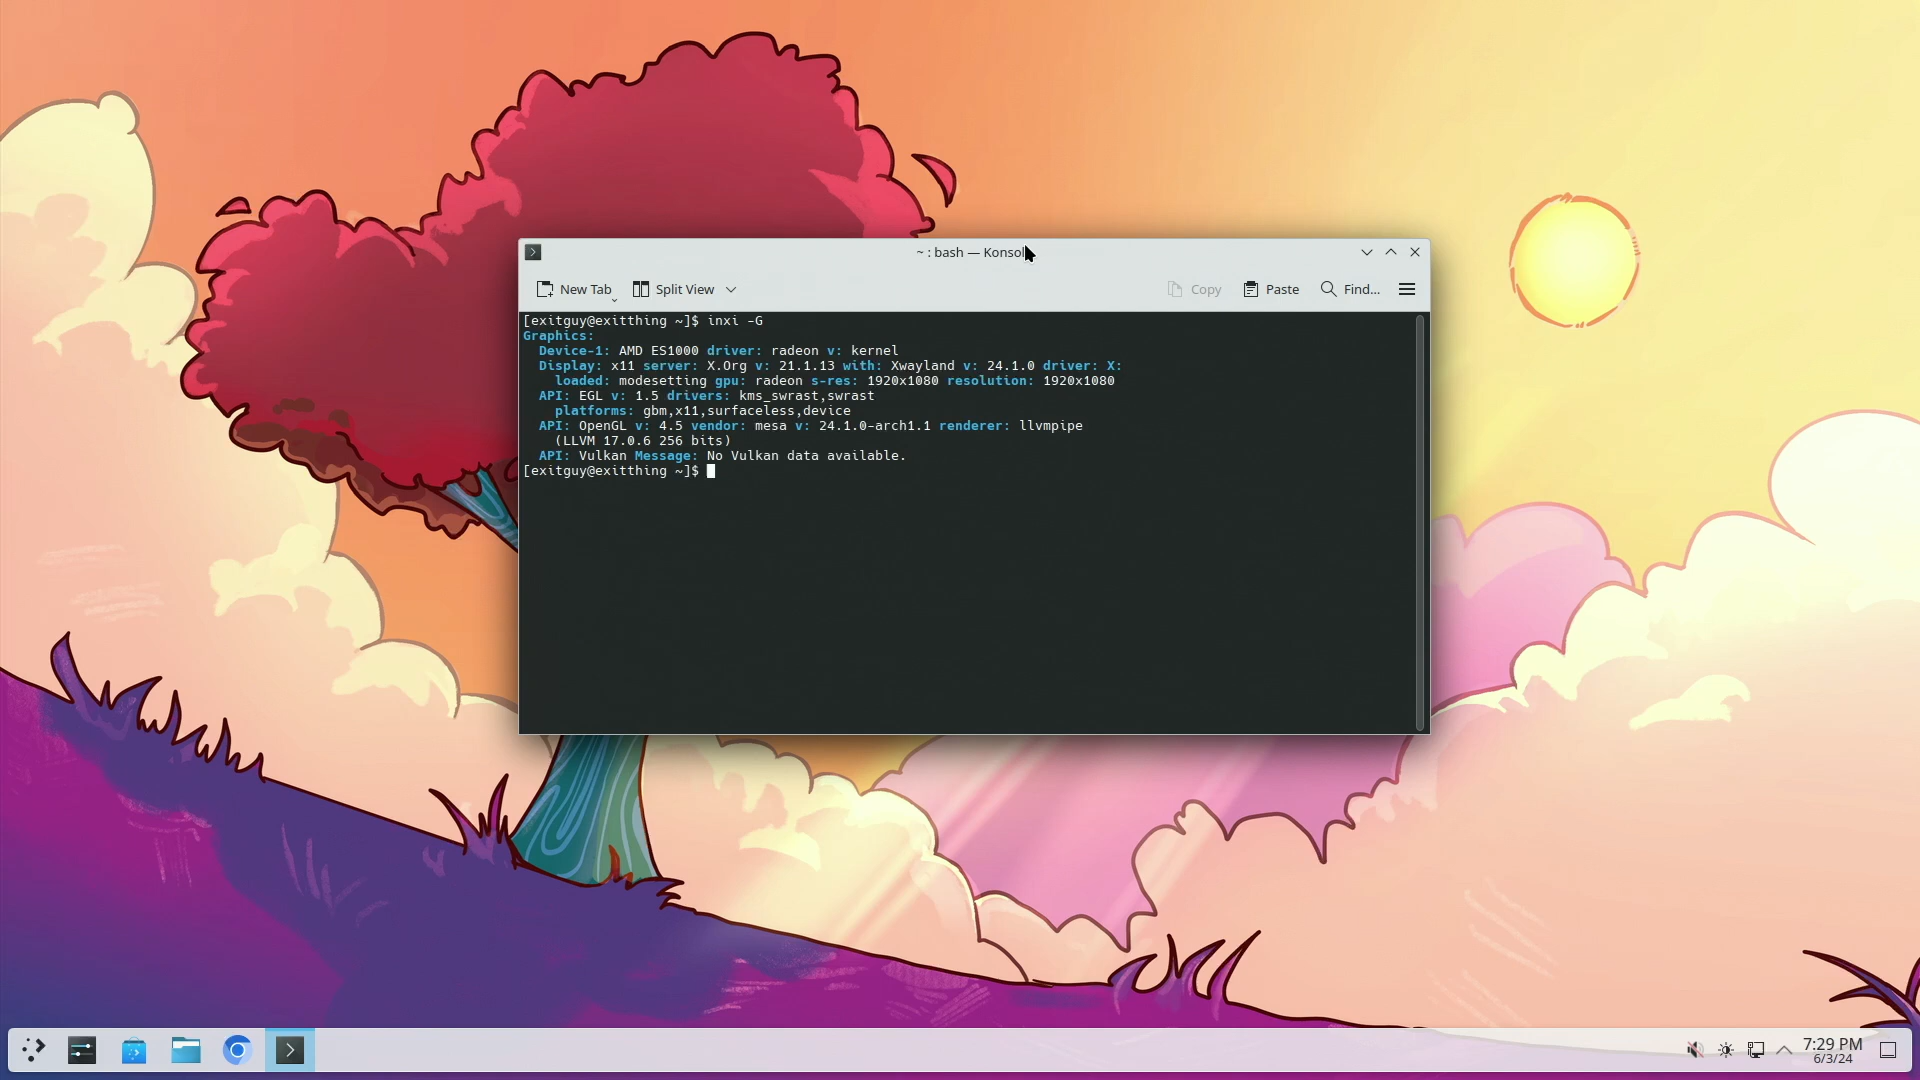 ~ : bash — Konsol
New Tab
Split View
Copy
Paste
Find...
[exitguy@exitthing ~]$ inxi -G
Graphics:
Device-1: AMD ES1000 driver: radeon v: kernel
Display: x11 server: X.Org v: 21.1.13 with: Xwayland v: 24.1.0 driver: X:
loaded: modesetting gpu: radeon s-res: 1920x1080 resolution: 1920x1080
API: EGL v: 1.5 drivers: kms_swrast,swrast
platforms: gbm,x11,surfaceless,device
API: OpenGL v: 4.5 vendor: mesa v: 24.1.0-arch1.1 renderer: llvmpipe
(LLVM 17.0.6 256 bits)
API: Vulkan Message: No Vulkan data available.
[exitguy@exitthing ~]$
7:29 PM
6/3/24